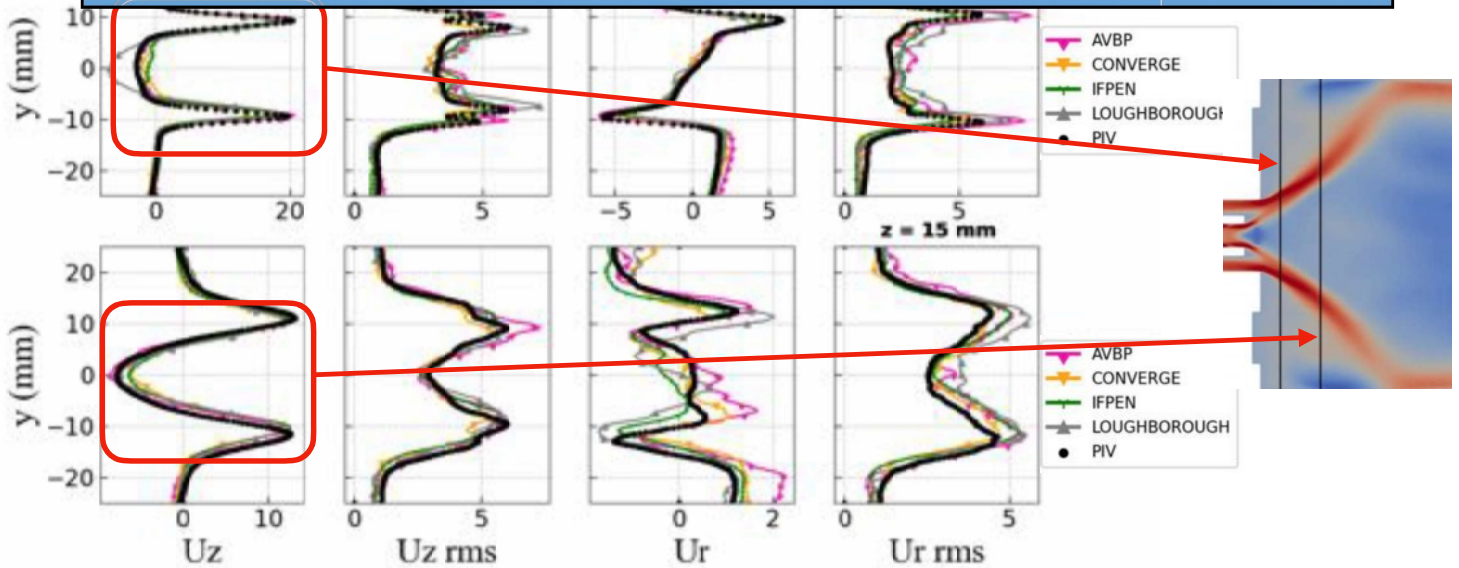 y (mm)
10
0
−10
−20
0
20
0
5
−5
0
5
0
5
AVBP
CONVERGE
IFPEN
LOUGHBOROUGH
PIV
z = 15 mm
y (mm)
20
10
0
−10
−20
0
10
0
5
0
2
0
5
Uz
Uz rms
Ur
Ur rms
AVBP
CONVERGE
IFPEN
LOUGHBOROUGH
PIV